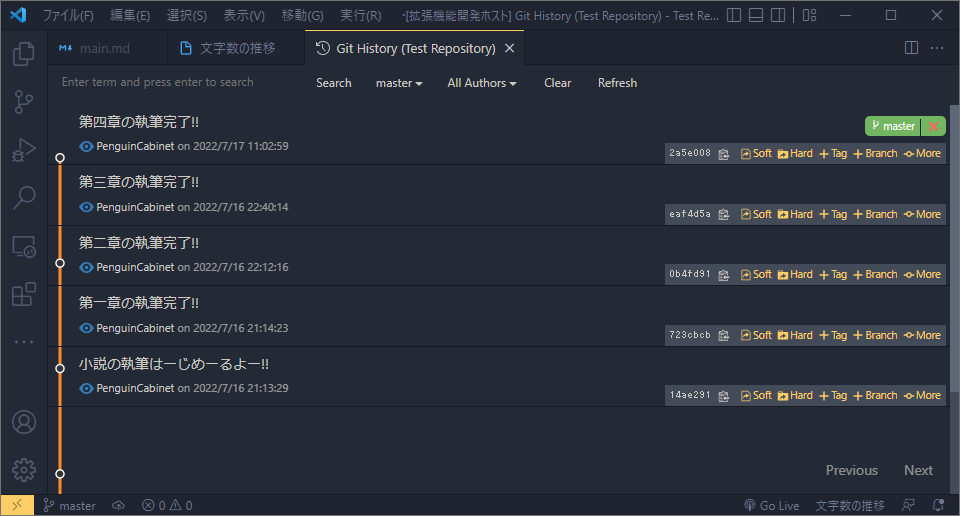 ファイル(F) 編集(E) 選択(S) 表示(V) 移動(G) 実行(R) ·[拡張機能開発ホスト] Git History (Test Repository) - Test Re...
main.md 文字数の推移 Git History (Test Repository)
Enter term and press enter to search Search master All Authors Clear Refresh
第四章の執筆完了!!
master
PenguinCabinet on 2022/7/17 11:02:59
2a5e008 Soft Hard Tag Branch More
第三章の執筆完了!!
PenguinCabinet on 2022/7/16 22:40:14
eaf4d5a Soft Hard Tag Branch More
第二章の執筆完了!!
PenguinCabinet on 2022/7/16 22:12:16
0b4fd91 Soft Hard Tag Branch More
第一章の執筆完了!!
PenguinCabinet on 2022/7/16 21:14:23
723cbcb Soft Hard Tag Branch More
小説の執筆はーじめーるよー!!
PenguinCabinet on 2022/7/16 21:13:29
14ae291 Soft Hard Tag Branch More
Previous Next
master 0 0 Go Live 文字数の推移